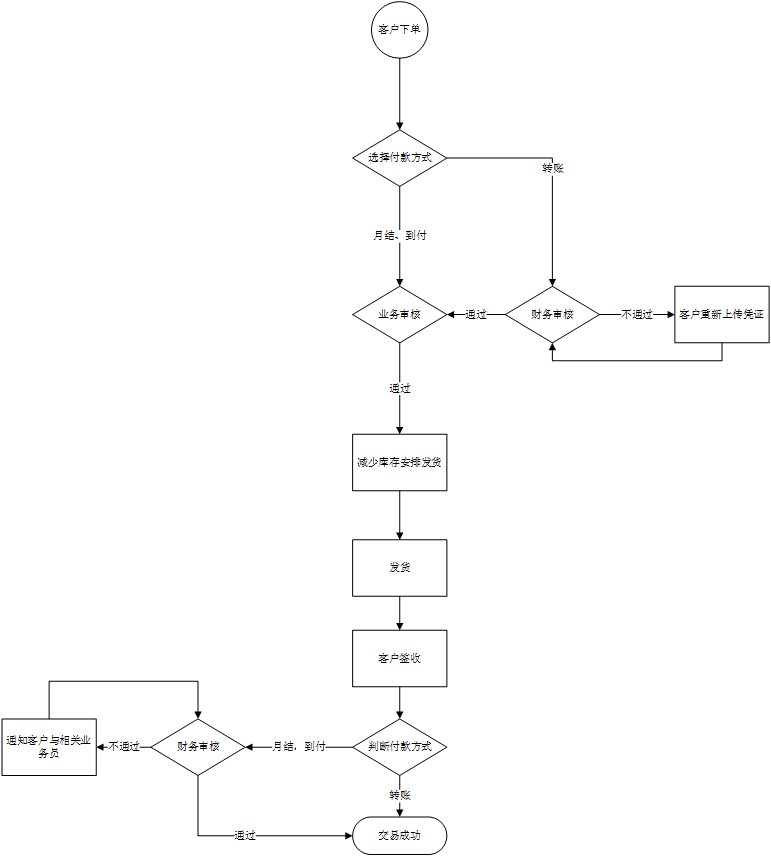 客户下单
选择付款方式
转账
月结、到付
业务审核
通过
财务审核
不通过
客户重新上传凭证
通过
减少库存安排发货
发货
客户签收
通知客户与相关业
务员
不通过
财务审核
月结，到付
判断付款方式
转账
通过
交易成功